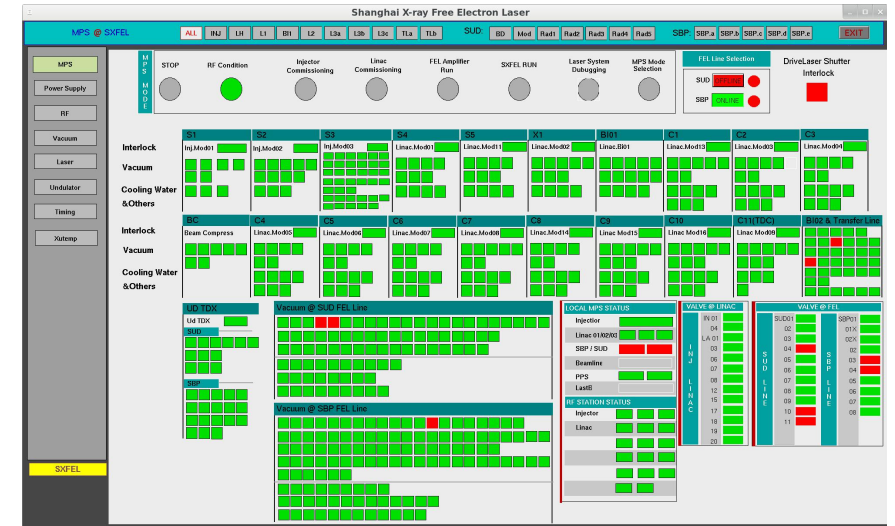 Shanghai X-ray Free Electron Laser
MPS @ SXFEL
ALL INJ LH L1 BI1 L2 L3a L3b L3c TLa TLb SUD: BD Mod Rad1 Rad2 Rad3 Rad4 Rad5 SBP: SBP.a SBP.b SBP.c SBP.d SBP.e EXIT
MPS
Power Supply
RF
Vacuum
Laser
Undulator
Timing
Xutemp
SXFEL
MPS MODE
STOP
RF Condition
Injector
Commissioning
Linac
Commissioning
FEL Amplifier
Run
SXFEL RUN
Laser System
Dubugging
MPS Mode
Selection
FEL Line Selection
SUD OFFLINE
SBP ONLINE
DriveLaser Shutter
Interlock
S1 S2 S3 S4 S5 X1 BI01 C1 C2 C3
Interlock Inj.Mod01 Inj.Mod02 Inj.Mod03 Linac.Mod01 Linac.Mod11 Linac.Mod02 Linac.BI01 Linac.Mod13 Linac.Mod03 Linac.Mod04
Vacuum
Cooling Water
&Others
BC C4 C5 C6 C7 C8 C9 C10 C11(TDC) BI02 & Transfer Line
Interlock Beam Compress Linac.Mod05 Linac.Mod06 Linac.Mod07 Linac.Mod08 Linac.Mod14 Linac Mod15 Linac Mod16 Linac Mod09
Vacuum
Cooling Water
&Others
UD TDX
Ud TDX
SUD
SBP
Vacuum @ SUD FEL Line
Vacuum @ SBP FEL Line
LOCAL MPS STATUS
Injectior
Linac 01/02/03
SBP / SUD
Beamline
PPS
LastB
RF STATION STATUS
Injector
Linac
VALVE @ LINAC
INJ LINAC
IN 01
04
LA 01
03
06
07
08
12
15
17
18
19
20
VALVE @ FEL
SUD LINE
SUD01
02
03
04
05
06
07
08
09
10
11
SBP LINE
SBP01
01X
02X
02
03
04
05
06
07
08